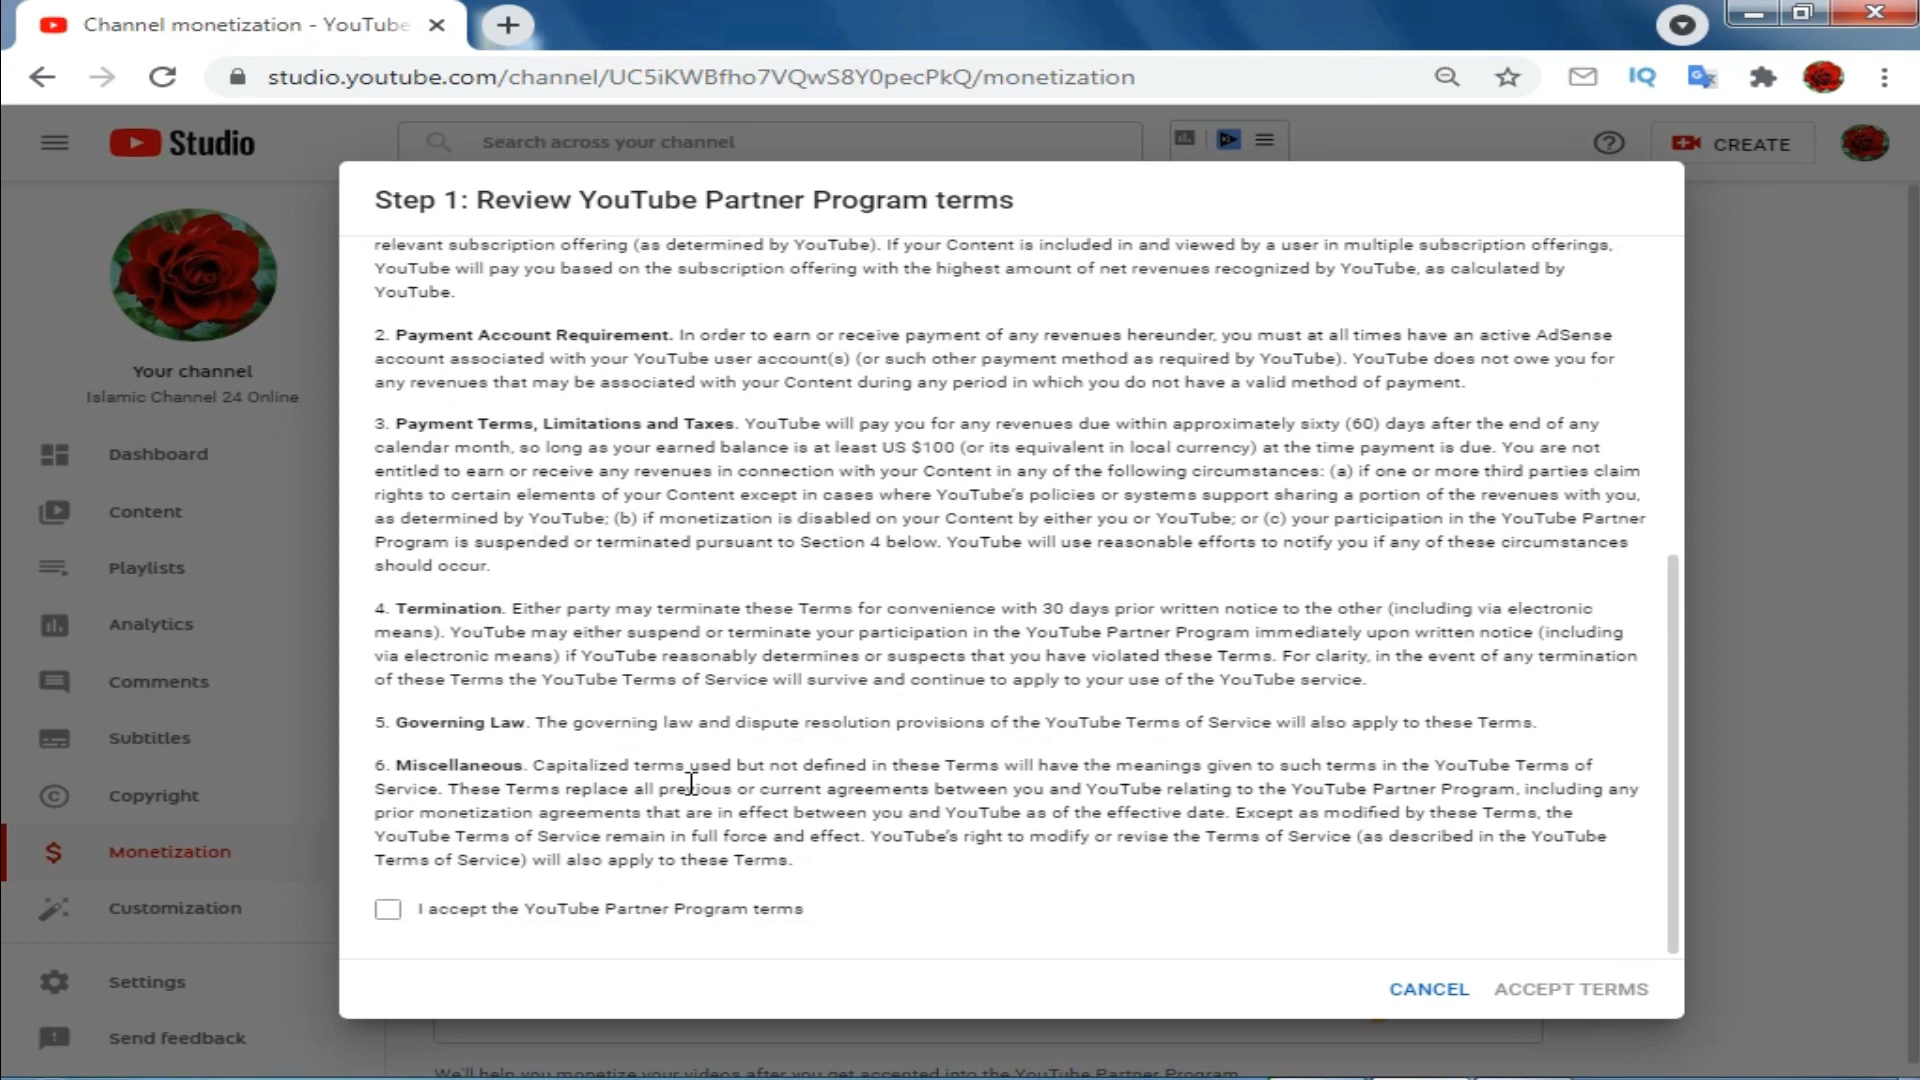 Channel monetization - YouTube
studio.youtube.com/channel/UC5iKWBfho7VQwS8Y0pecPkQ/monetization
IQ
Studio
Search across your channel
CREATE
Your channel
Islamic Channel 24 Online
Dashboard
Content
Playlists
Analytics
Comments
Subtitles
Copyright
Monetization
Customization
Settings
Send feedback
Step 1: Review YouTube Partner Program terms
relevant subscription offering (as determined by YouTube). If your Content is included in and viewed by a user in multiple subscription offerings,
YouTube will pay you based on the subscription offering with the highest amount of net revenues recognized by YouTube, as calculated by
YouTube.
2. Payment Account Requirement. In order to earn or receive payment of any revenues hereunder, you must at all times have an active AdSense
account associated with your YouTube user account(s) (or such other payment method as required by YouTube). YouTube does not owe you for
any revenues that may be associated with your Content during any period in which you do not have a valid method of payment.
3. Payment Terms, Limitations and Taxes. YouTube will pay you for any revenues due within approximately sixty (60) days after the end of any
calendar month, so long as your earned balance is at least US $100 (or its equivalent in local currency) at the time payment is due. You are not
entitled to earn or receive any revenues in connection with your Content in any of the following circumstances: (a) if one or more third parties claim
rights to certain elements of your Content except in cases where YouTube's policies or systems support sharing a portion of the revenues with you,
as determined by YouTube; (b) if monetization is disabled on your Content by either you or YouTube; or (c) your participation in the YouTube Partner
Program is suspended or terminated pursuant to Section 4 below. YouTube will use reasonable efforts to notify you if any of these circumstances
should occur.
4. Termination. Either party may terminate these Terms for convenience with 30 days prior written notice to the other (including via electronic
means). YouTube may either suspend or terminate your participation in the YouTube Partner Program immediately upon written notice (including
via electronic means) if YouTube reasonably determines or suspects that you have violated these Terms. For clarity, in the event of any termination
of these Terms the YouTube Terms of Service will survive and continue to apply to your use of the YouTube service.
5. Governing Law. The governing law and dispute resolution provisions of the YouTube Terms of Service will also apply to these Terms.
6. Miscellaneous. Capitalized terms used but not defined in these Terms will have the meanings given to such terms in the YouTube Terms of
Service. These Terms replace all previous or current agreements between you and YouTube relating to the YouTube Partner Program, including any
prior monetization agreements that are in effect between you and YouTube as of the effective date. Except as modified by these Terms, the
YouTube Terms of Service remain in full force and effect. YouTube's right to modify or revise the Terms of Service (as described in the YouTube
Terms of Service) will also apply to these Terms.
I accept the YouTube Partner Program terms
CANCEL
ACCEPT TERMS
We'll help you monetize your videos after you get accepted into the YouTube Partner Program